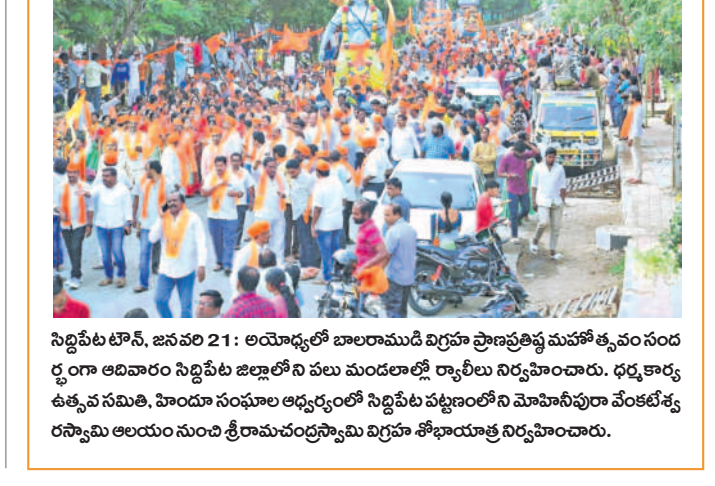 సిద్దిపేట టౌన్, జనవరి 21: అయోధ్యలో బాలరాముడి విగ్రహ ప్రాణప్రతిష్ఠ మహోత్సవం సంద
ర్భంగా ఆదివారం సిద్దిపేట జిల్లాలోని పలు మండలాల్లో ర్యాలీలు నిర్వహించారు. ధర్మకార్య
ఉత్సవ సమితి, హిందూ సంఘాల ఆధ్వర్యంలో సిద్దిపేట పట్టణంలోని మోహినీపురా వేంకటేశ్వ
రస్వామి ఆలయం నుంచి శ్రీరామచంద్రస్వామి విగ్రహ శోభాయాత్ర నిర్వహించారు.